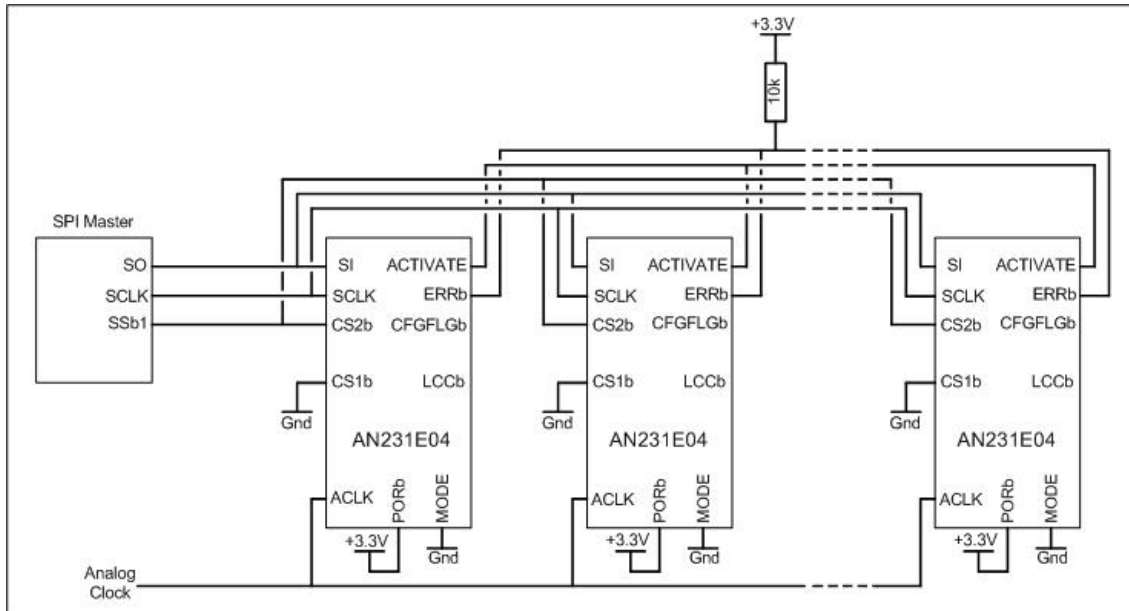 +3.3V
10k
SPI Master
SO
SCLK
SSb1
SI
ACTIVATE
SCLK
ERRb
CS2b
CFGFLGb
CS1b
LCCb
Gnd
AN231E04
ACLK
PORb
MODE
+3.3V
Gnd
SI
ACTIVATE
SCLK
ERRb
CS2b
CFGFLGb
CS1b
LCCb
Gnd
AN231E04
ACLK
PORb
MODE
+3.3V
Gnd
SI
ACTIVATE
SCLK
ERRb
CS2b
CFGFLGb
CS1b
LCCb
Gnd
AN231E04
ACLK
PORb
MODE
+3.3V
Gnd
Analog
Clock